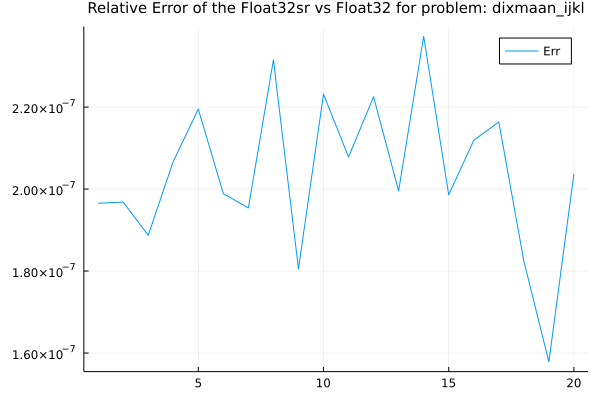 Relative Error of the Float32sr vs Float32 for problem: dixmaan_ijkl
Err
2.20×10⁻⁷
2.00×10⁻⁷
1.80×10⁻⁷
1.60×10⁻⁷
5 10 15 20